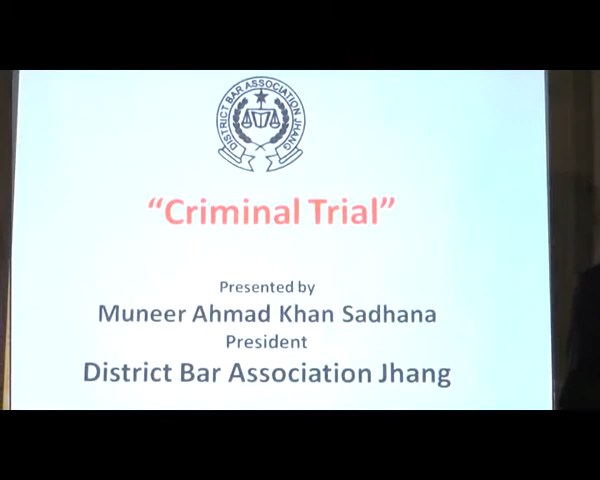 DISTRICT BAR ASSOCIATION JHANG
“Criminal Trial”
Presented by
Muneer Ahmad Khan Sadhana
President
District Bar Association Jhang